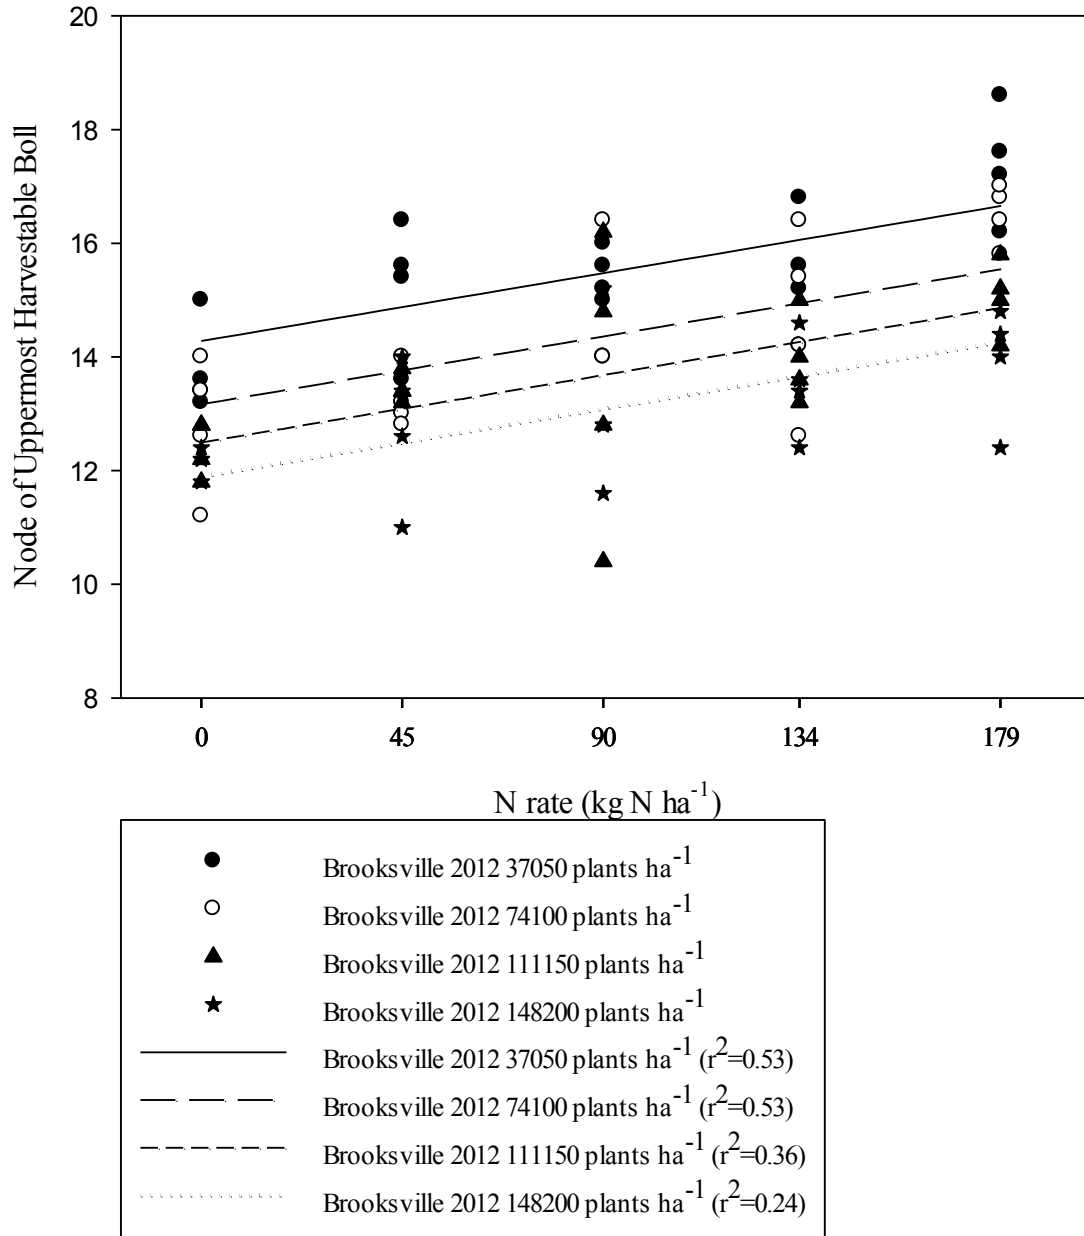 20
18
16
14
12
10
8
Node of Uppermost Harvestable Boll
0 45 90 134 179
N rate (kg N ha⁻¹)
Brooksville 2012 37050 plants ha⁻¹
Brooksville 2012 74100 plants ha⁻¹
Brooksville 2012 111150 plants ha⁻¹
Brooksville 2012 148200 plants ha⁻¹
Brooksville 2012 37050 plants ha⁻¹ (r²=0.53)
Brooksville 2012 74100 plants ha⁻¹ (r²=0.53)
Brooksville 2012 111150 plants ha⁻¹ (r²=0.36)
Brooksville 2012 148200 plants ha⁻¹ (r²=0.24)